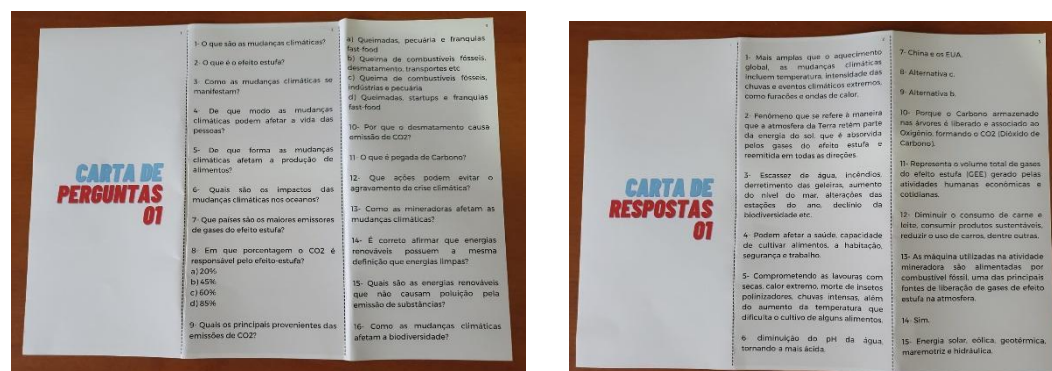 CARTA DE
PERGUNTAS
01
1- O que são as mudanças climáticas?
2- O que é o efeito estufa?
3- Como as mudanças climáticas se
manifestam?
4- De que modo as mudanças
climáticas podem afetar a vida das
pessoas?
5- De que forma as mudanças
climáticas afetam a produção de
alimentos?
6- Quais são os impactos das
mudanças climáticas nos oceanos?
7- Que países são os maiores emissores
de gases do efeito estufa?
8- Em que porcentagem o CO2 é
responsável pelo efeito-estufa?
a) 20%
b) 45%
c) 60%
d) 85%
9- Quais os principais provenientes das
emissões de CO2?
a) Queimadas, pecuária e franquias
fast-food
b) Queima de combustíveis fósseis,
desmatamento, transportes etc
c) Queima de combustíveis fósseis,
indústrias e pecuária
d) Queimadas, startups e franquias
fast-food
10- Por que o desmatamento causa
emissão de CO2?
11- O que é pegada de Carbono?
12- Que ações podem evitar o
agravamento da crise climática?
13- Como as mineradoras afetam as
mudanças climáticas?
14- É correto afirmar que energias
renováveis possuem a mesma
definição que energias limpas?
15- Quais são as energias renováveis
que não causam poluição pela
emissão de substâncias?
16- Como as mudanças climáticas
afetam a biodiversidade?
CARTA DE
RESPOSTAS
01
1- Mais amplas que o aquecimento
global, as mudanças climáticas
incluem temperatura, intensidade das
chuvas e eventos climáticos extremos,
como furacões e ondas de calor.
2- Fenômeno que se refere à maneira
que a atmosfera da Terra retém parte
da energia do sol, que é absorvida
pelos gases do efeito estufa e
reemitida em todas as direções.
3- Escassez de água, incêndios,
derretimento das geleiras, aumento
do nível do mar, alterações das
estações do ano, declínio da
biodiversidade etc.
4- Podem afetar a saúde, capacidade
de cultivar alimentos, a habitação,
segurança e trabalho.
5- Comprometendo as lavouras com
secas, calor extremo, morte de insetos
polinizadores, chuvas intensas, além
do aumento da temperatura que
dificulta o cultivo de alguns alimentos.
6- diminuição do pH da água,
tornando a mais ácida.
7- China e os EUA.
8- Alternativa c.
9- Alternativa b.
10- Porque o Carbono armazenado
nas árvores é liberado e associado ao
Oxigênio, formando o CO2 (Dióxido de
Carbono).
11- Representa o volume total de gases
do efeito estufa (GEE) gerado pelas
atividades humanas econômicas e
cotidianas.
12- Diminuir o consumo de carne e
leite, consumir produtos sustentáveis,
reduzir o uso de carros, dentre outras.
13- As máquina utilizadas na atividade
mineradora são alimentadas por
combustível fóssil, uma das principais
fontes de liberação de gases de efeito
estufa na atmosfera.
14- Sim.
15- Energia solar, eólica, geotérmica,
maremotriz e hidráulica.